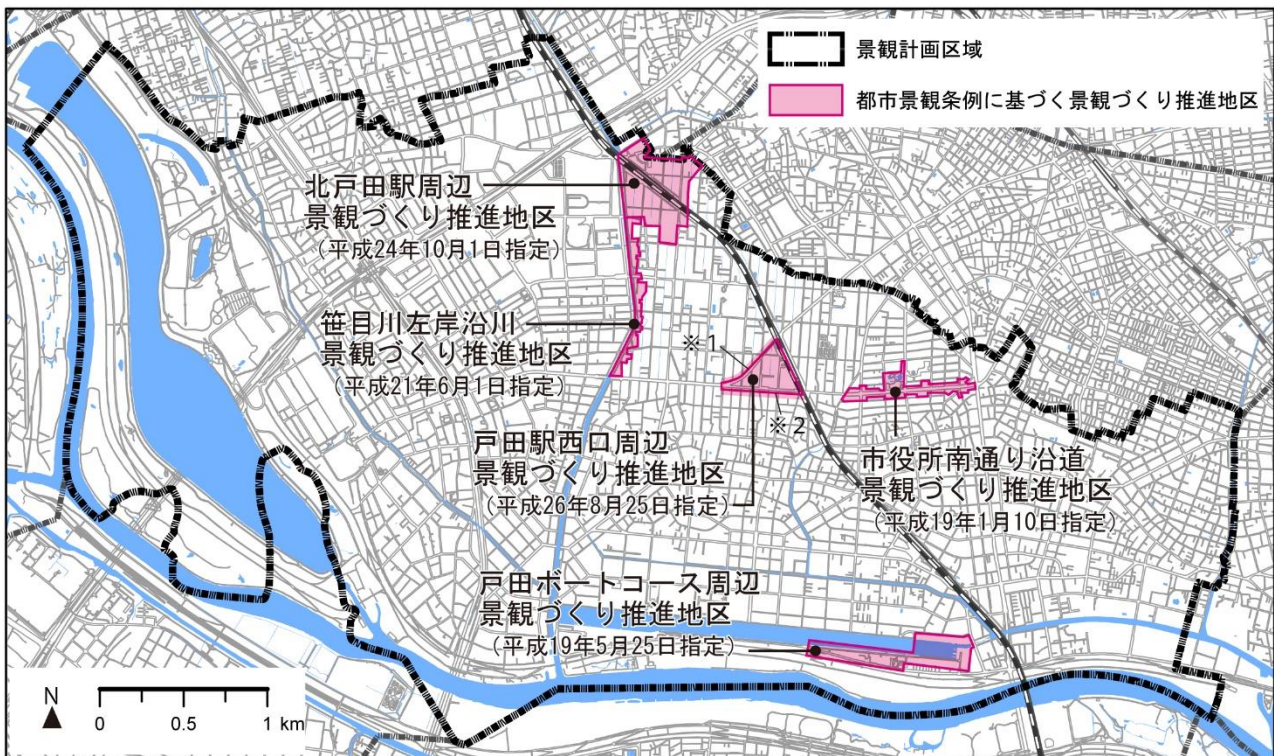 景観計画区域
都市景観条例に基づく景観づくり推進地区
北戸田駅周辺
景観づくり推進地区
(平成24年10月1日指定)
笹目川左岸沿川
景観づくり推進地区
(平成21年6月1日指定)
※1
※2
戸田駅西口周辺
景観づくり推進地区
(平成26年8月25日指定)
市役所南通り沿道
景観づくり推進地区
(平成19年1月10日指定)
戸田ボートコース周辺
景観づくり推進地区
(平成19年5月25日指定)
N
0 0.5 1 km